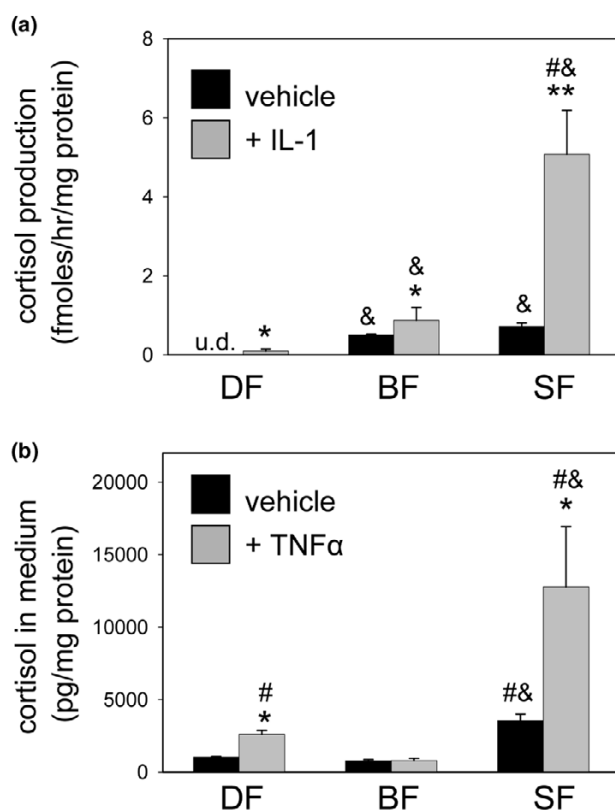 (a)
cortisol production
(fmoles/hr/mg protein)
8
6
4
2
0
vehicle
+ IL-1
u.d.
*
&
&
*
&
#&
**
DF
BF
SF
(b)
cortisol in medium
(pg/mg protein)
20000
15000
10000
5000
0
vehicle
+ TNFα
#
*
#&
#&
*
DF
BF
SF